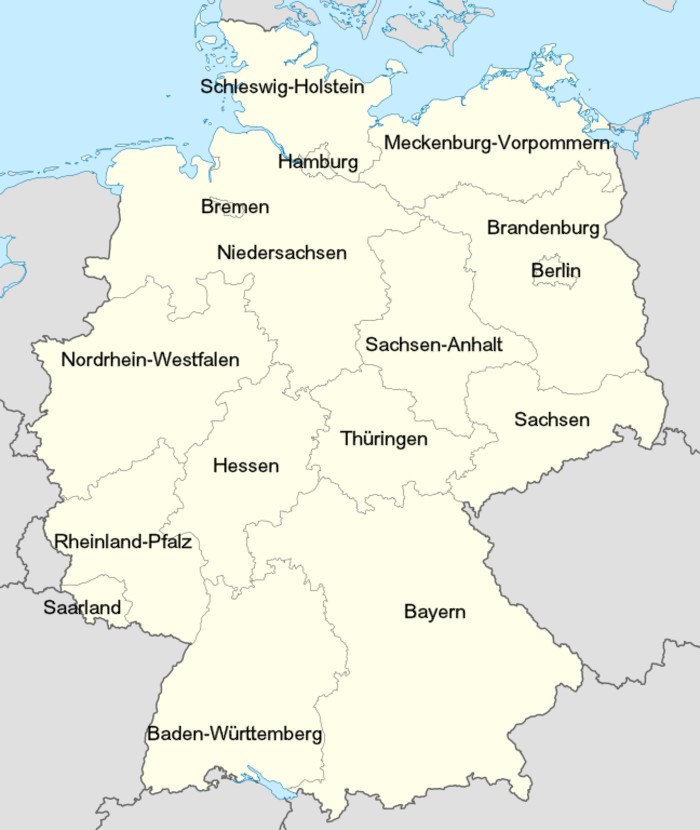 Schleswig-Holstein
Meckenburg-Vorpommern
Hamburg
Bremen
Brandenburg
Niedersachsen
Berlin
Sachsen-Anhalt
Nordrhein-Westfalen
Sachsen
Thüringen
Hessen
Rheinland-Pfalz
Saarland
Bayern
Baden-Württemberg